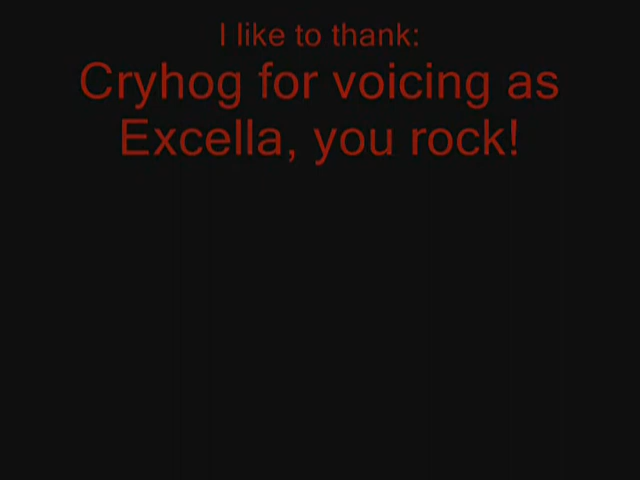 I like to thank:
Cryhog for voicing as
Excella, you rock!